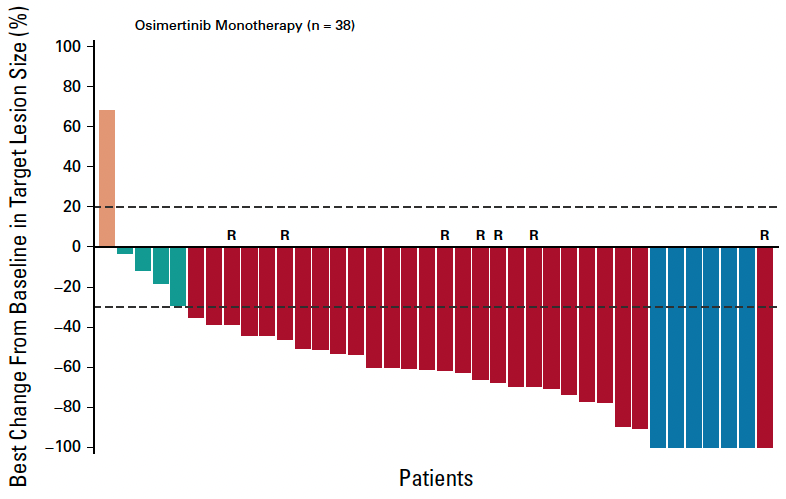 Osimertinib Monotherapy (n = 38)
Best Change From Baseline in Target Lesion Size (%)
100
80
60
40
20
0
–20
–40
–60
–80
–100
R R R R R R R
Patients